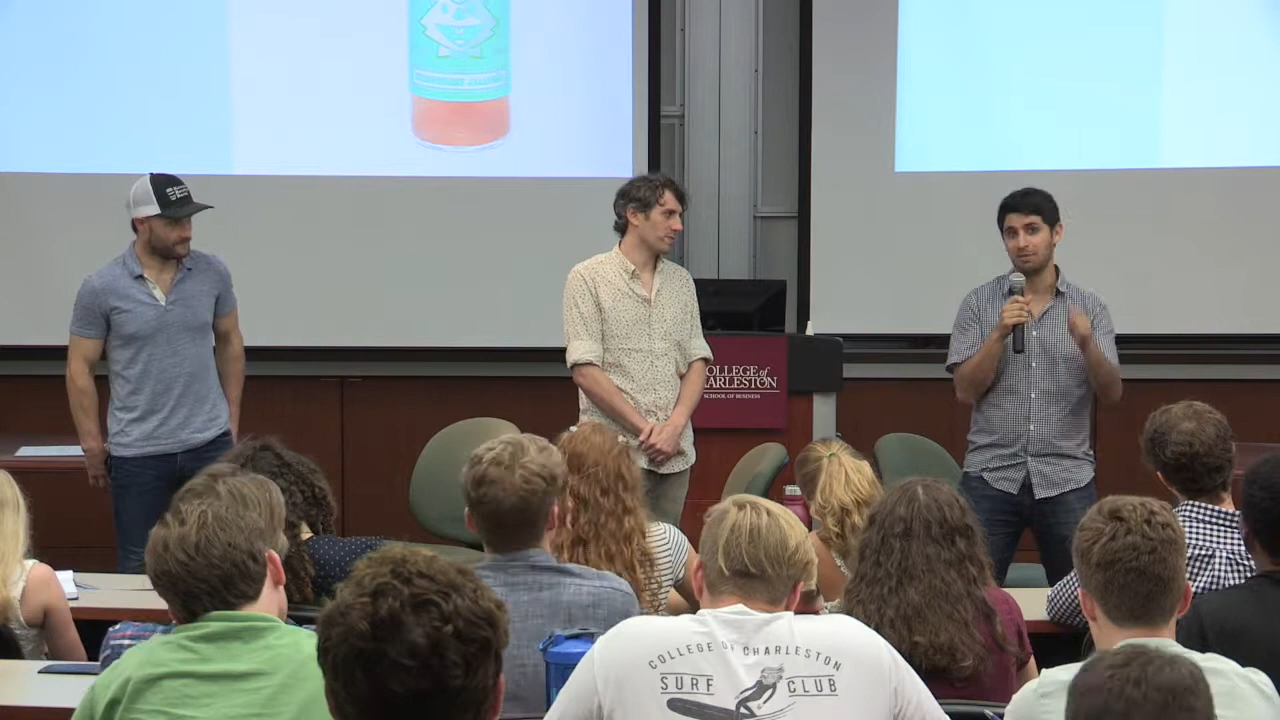 COLLEGE of
CHARLESTON
SCHOOL OF BUSINESS
COLLEGE OF CHARLESTON
SURF CLUB